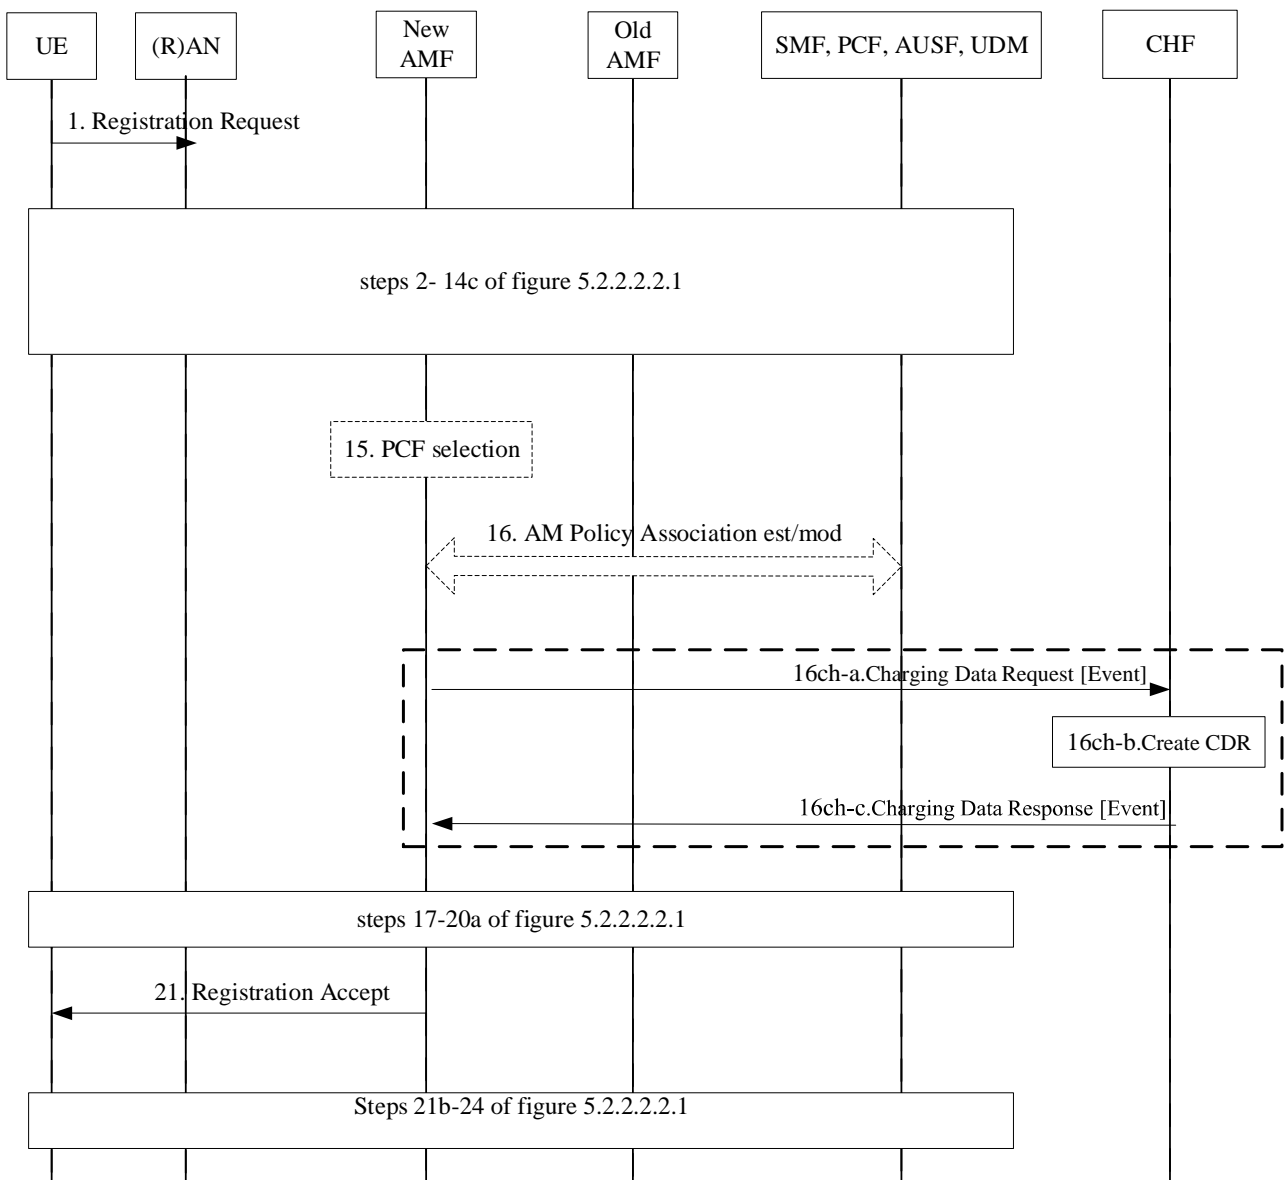 UE
(R)AN
New
AMF
Old
AMF
SMF, PCF, AUSF, UDM
CHF
1. Registration Request
steps 2- 14c of figure 5.2.2.2.2.1
15. PCF selection
16. AM Policy Association est/mod
16ch-a.Charging Data Request [Event]
16ch-b.Create CDR
16ch-c.Charging Data Response [Event]
steps 17-20a of figure 5.2.2.2.2.1
21. Registration Accept
Steps 21b-24 of figure 5.2.2.2.2.1